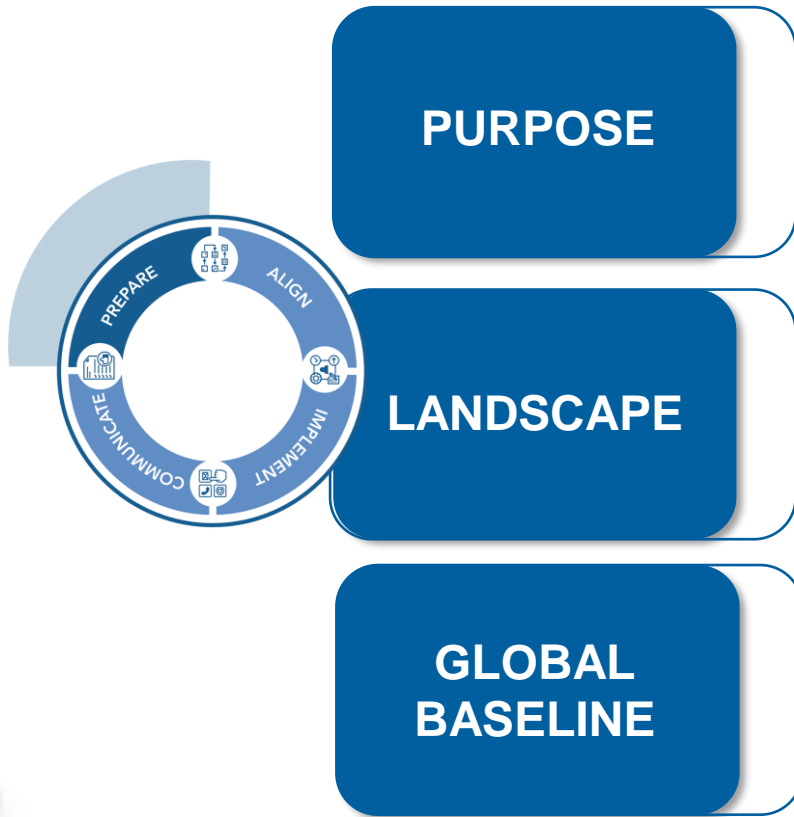 PURPOSE
PREPARE
ALIGN
LANDSCAPE
COMMUNICATE
IMPLEMENT
GLOBAL
BASELINE